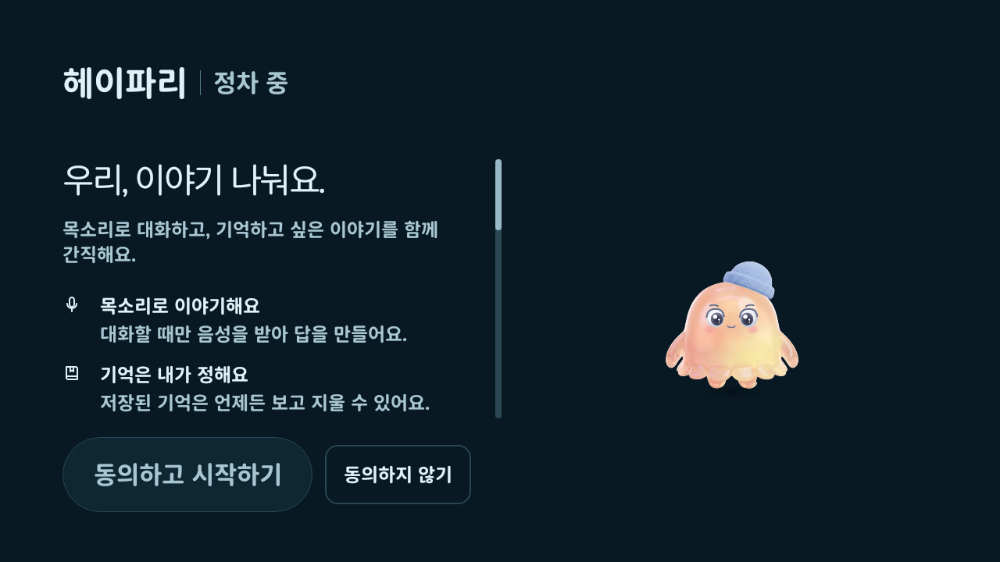 헤이파리
정차 중
우리, 이야기 나눠요.
목소리로 대화하고, 기억하고 싶은 이야기를 함께
간직해요.
목소리로 이야기해요
대화할 때만 음성을 받아 답을 만들어요.
기억은 내가 정해요
저장된 기억은 언제든 보고 지울 수 있어요.
동의하고 시작하기
동의하지 않기